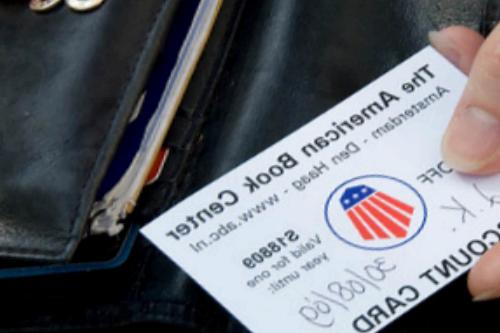 The American Book Center
Amsterdam - Den Haag - www.abc.nl
OFF
S18809
Valid for one
year until:
30/08/09
K.
COUNT CARD